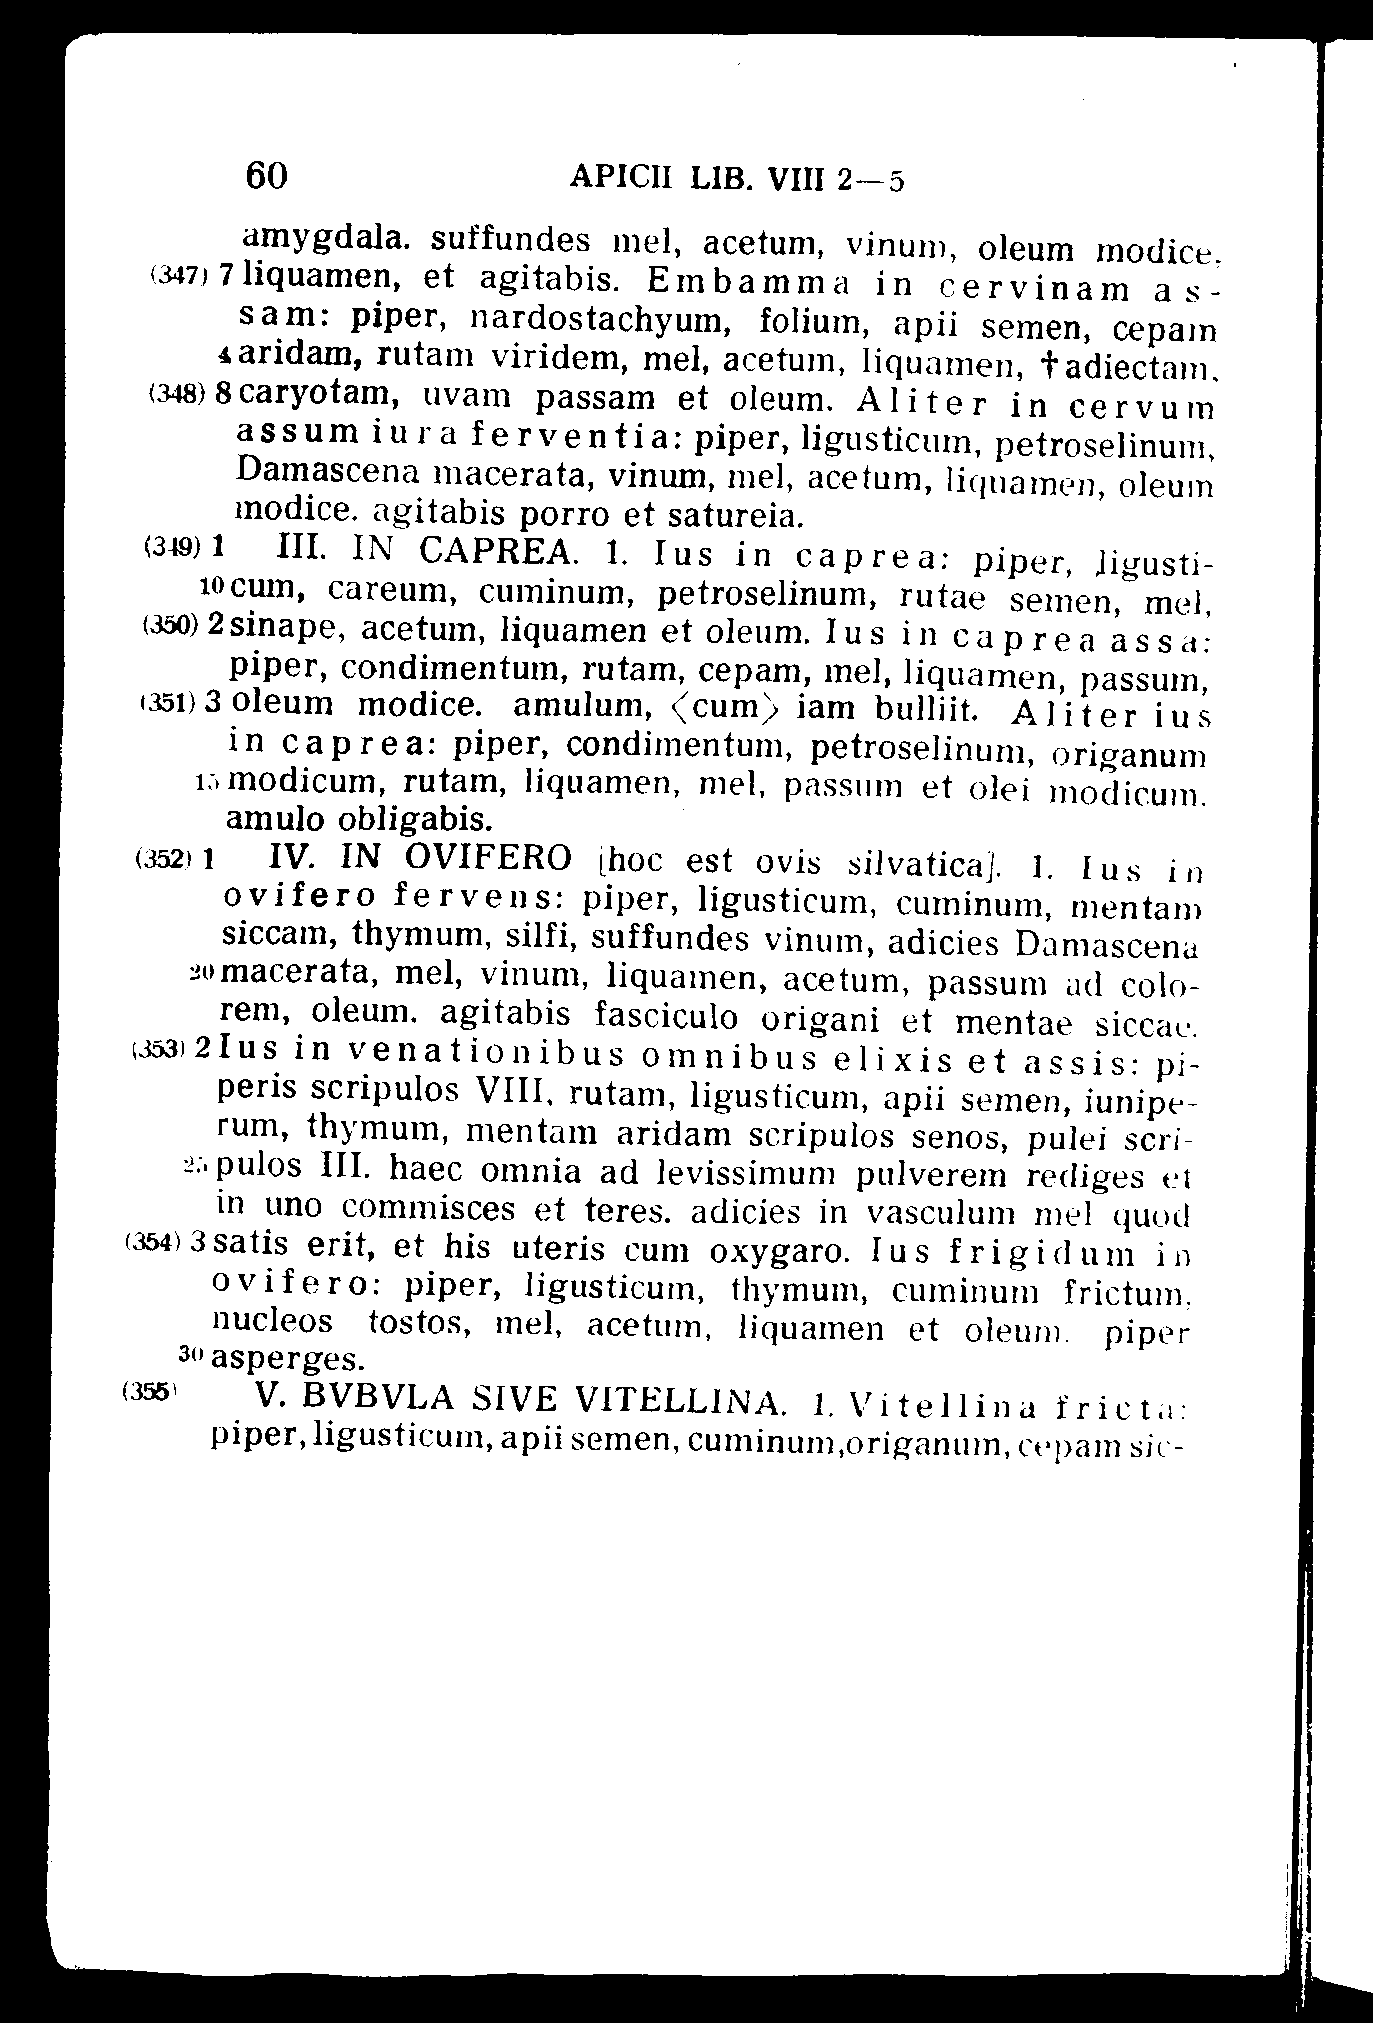 60 APICII LIB. VIII 2—5
amygdala. suffundes mel, acetum, vinum, oleum modice,
(347) 7 liquamen, et agitabis. Embamma in cervinam as-
sam: piper, nardostachyum, folium, apii semen, cepam
4 aridam, rutam viridem, mel, acetum, liquamen, †adiectam,
(348) 8 caryotam, uvam passam et oleum. Aliter in cervum
assum iura ferventia: piper, ligusticum, petroselinum,
Damascena macerata, vinum, mel, acetum, liquamen, oleum
modice. agitabis porro et satureia.
(349) 1 III. IN CAPREA. 1. Ius in caprea: piper, ligusti-
10 cum, careum, cuminum, petroselinum, rutae semen, mel,
(350) 2 sinape, acetum, liquamen et oleum. Ius in caprea assa:
piper, condimentum, rutam, cepam, mel, liquamen, passum,
(351) 3 oleum modice. amulum, ⟨cum⟩ iam bulliit. Aliter ius
in caprea: piper, condimentum, petroselinum, origanum
15 modicum, rutam, liquamen, mel, passum et olei modicum.
amulo obligabis.
(352) 1 IV. IN OVIFERO [hoc est ovis silvatica]. 1. Ius in
ovifero fervens: piper, ligusticum, cuminum, mentam
siccam, thymum, silfi, suffundes vinum, adicies Damascena
20 macerata, mel, vinum, liquamen, acetum, passum ad colo-
rem, oleum. agitabis fasciculo origani et mentae siccae.
(353) 2 Ius in venationibus omnibus elixis et assis: pi-
peris scripulos VIII, rutam, ligusticum, apii semen, iunipe-
rum, thymum, mentam aridam scripulos senos, pulei scri-
25 pulos III. haec omnia ad levissimum pulverem rediges et
in uno commisces et teres. adicies in vasculum mel quod
(354) 3 satis erit, et his uteris cum oxygaro. Ius frigidum in
ovifero: piper, ligusticum, thymum, cuminum frictum,
nucleos tostos, mel, acetum, liquamen et oleum. piper
30 asperges.
(355) V. BVBVLA SIVE VITELLINA. 1. Vitellina fricta:
piper, ligusticum, apii semen, cuminum, origanum, cepam sic-